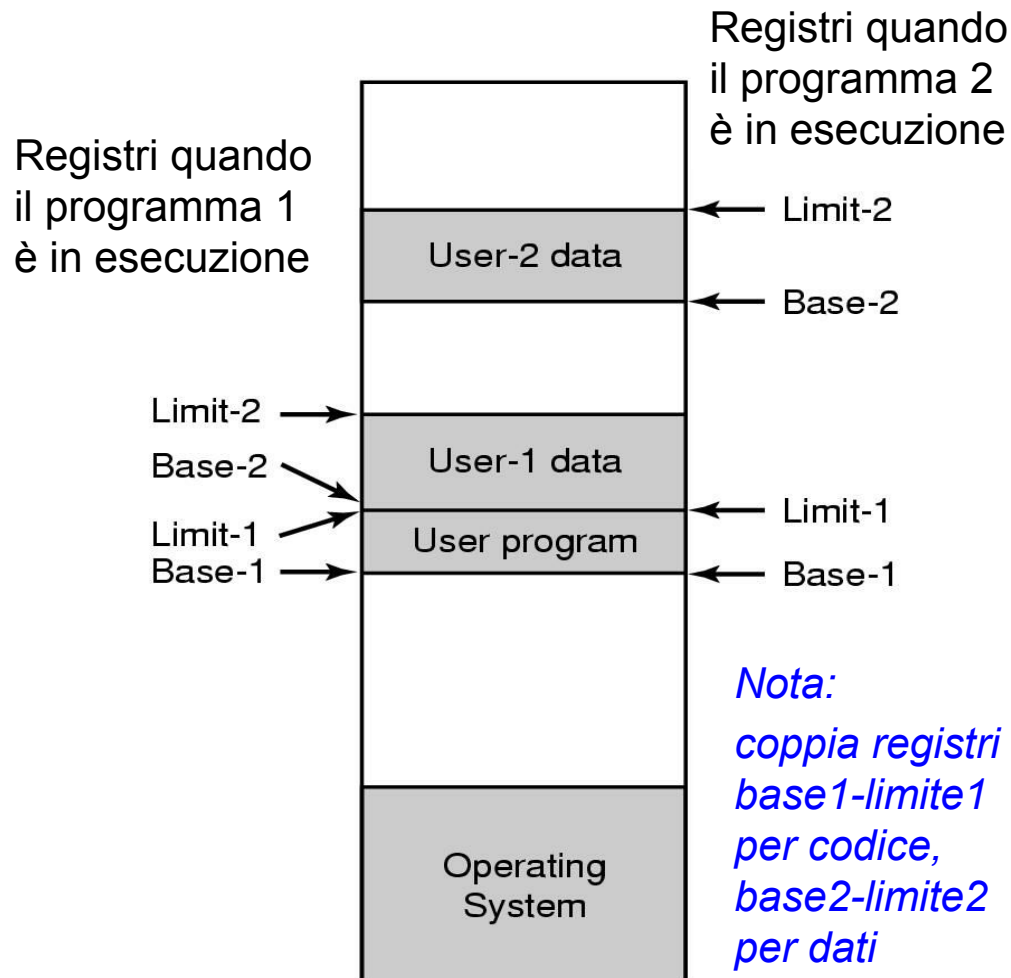 Registri quando
il programma 2
è in esecuzione
Registri quando
il programma 1
è in esecuzione
Limit-2
User-2 data
Base-2
Limit-2
Base-2
User-1 data
Limit-1
Limit-1
User program
Base-1
Base-1
Nota:
coppia registri
base1-limite1
per codice,
base2-limite2
per dati
Operating
System